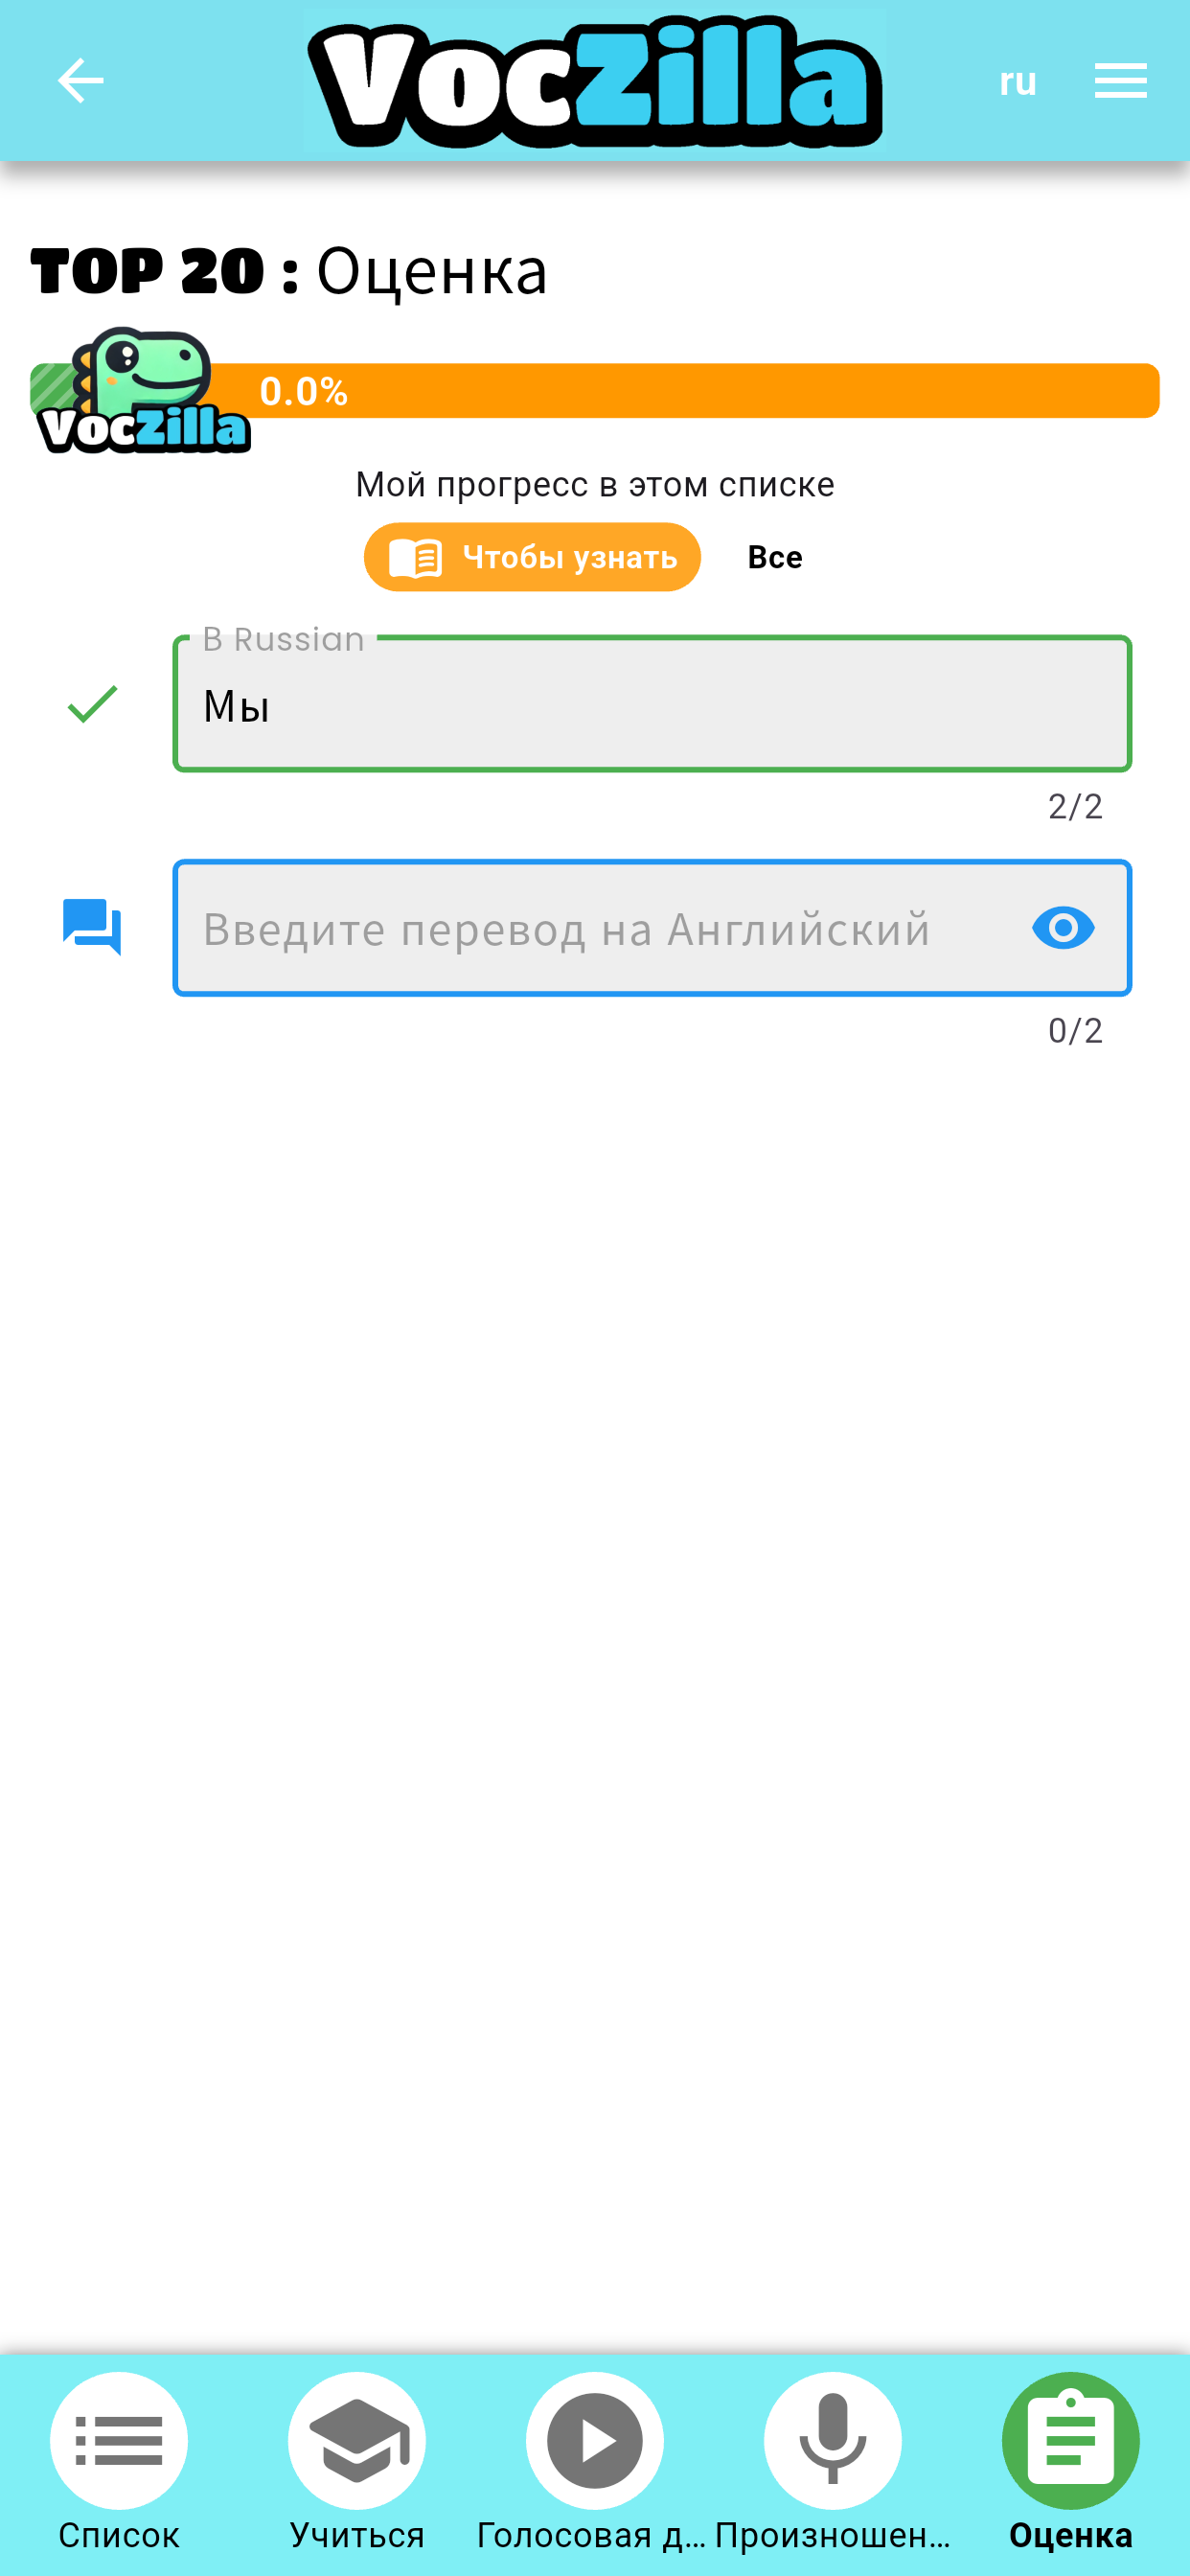 VocZilla
ru
TOP 20 : Оценка
0.0%
VocZilla
Мой прогресс в этом списке
Чтобы узнать
Все
В Russian
Мы
2/2
Введите перевод на Английский
0/2
Список
Учиться
Голосовая д...
Произношен...
Оценка